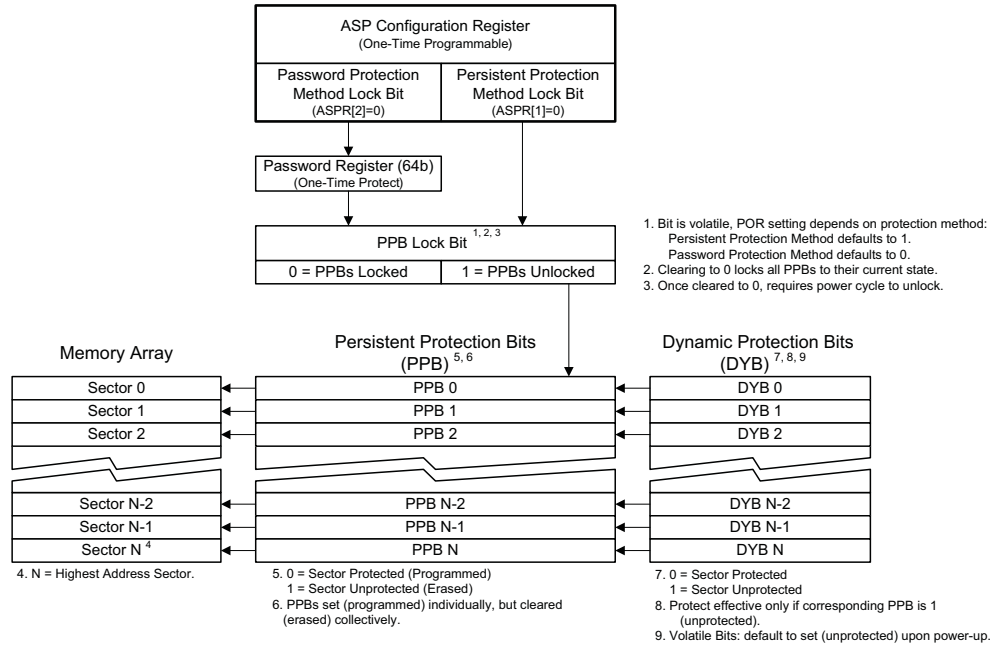 ASP Configuration Register
(One-Time Programmable)
Password Protection
Method Lock Bit
(ASPR[2]=0)
Persistent Protection
Method Lock Bit
(ASPR[1]=0)
Password Register (64b)
(One-Time Protect)
PPB Lock Bit 1, 2, 3
0 = PPBs Locked
1 = PPBs Unlocked
1. Bit is volatile, POR setting depends on protection method:
Persistent Protection Method defaults to 1.
Password Protection Method defaults to 0.
2. Clearing to 0 locks all PPBs to their current state.
3. Once cleared to 0, requires power cycle to unlock.
Memory Array
Sector 0
Sector 1
Sector 2
Sector N-2
Sector N-1
Sector N 4
4. N = Highest Address Sector.
Persistent Protection Bits
(PPB) 5, 6
PPB 0
PPB 1
PPB 2
PPB N-2
PPB N-1
PPB N
5. 0 = Sector Protected (Programmed)
1 = Sector Unprotected (Erased)
6. PPBs set (programmed) individually, but cleared
(erased) collectively.
Dynamic Protection Bits
(DYB) 7, 8, 9
DYB 0
DYB 1
DYB 2
DYB N-2
DYB N-1
DYB N
7. 0 = Sector Protected
1 = Sector Unprotected
8. Protect effective only if corresponding PPB is 1
(unprotected).
9. Volatile Bits: default to set (unprotected) upon power-up.